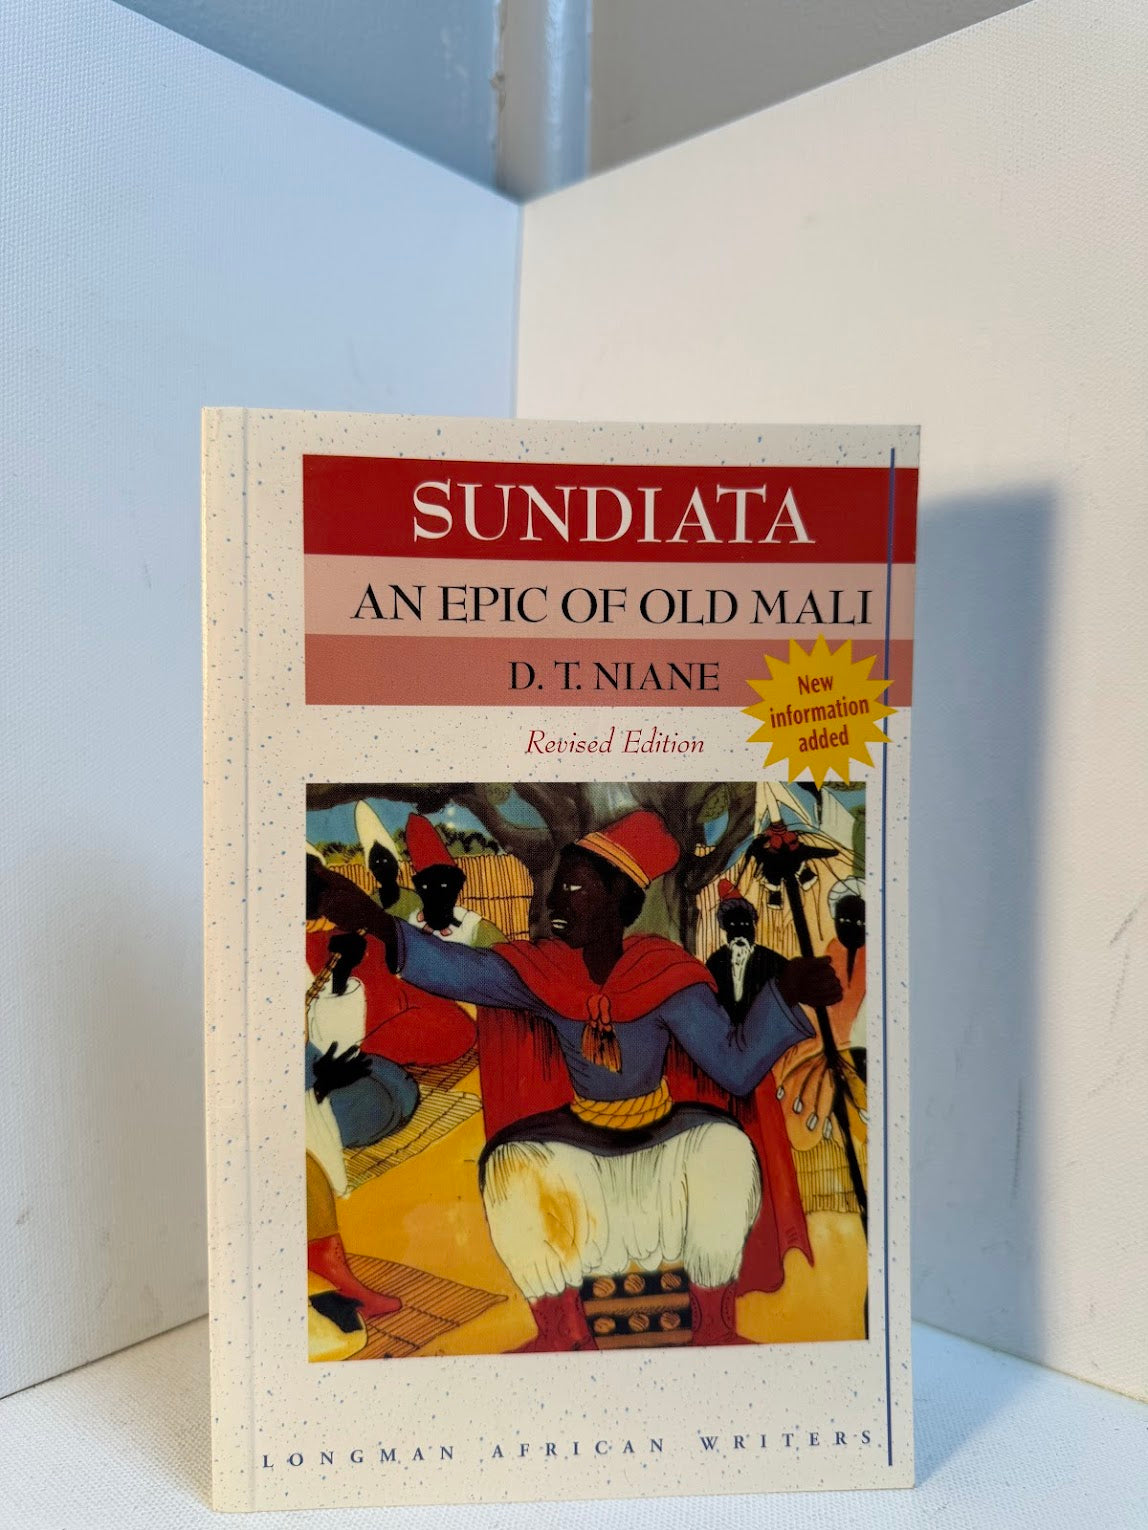 SUNDIATA
AN EPIC OF OLD MALI
D. T. NIANE
New
information
added
Revised Edition
LONGMAN AFRICAN WRITERS